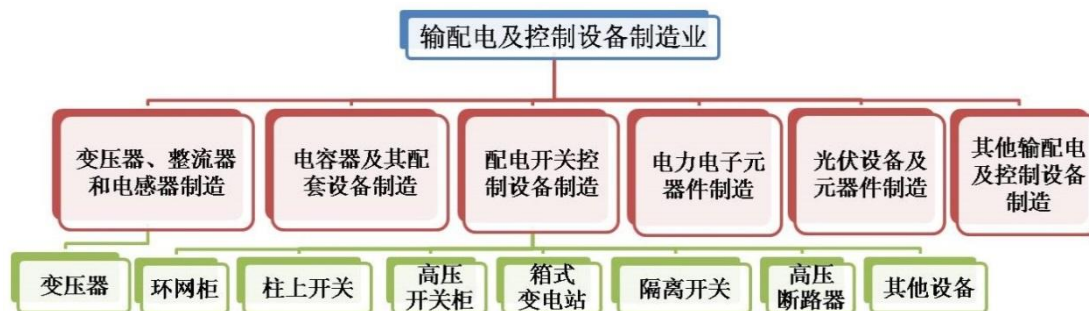 输配电及控制设备制造业
变压器、整流器
和电感器制造
电容器及其配
套设备制造
配电开关控
制设备制造
电力电子元
器件制造
光伏设备及
元器件制造
其他输配电
及控制设备
制造
变压器
环网柜
柱上开关
高压
开关柜
箱式
变电站
隔离开关
高压
断路器
其他设备